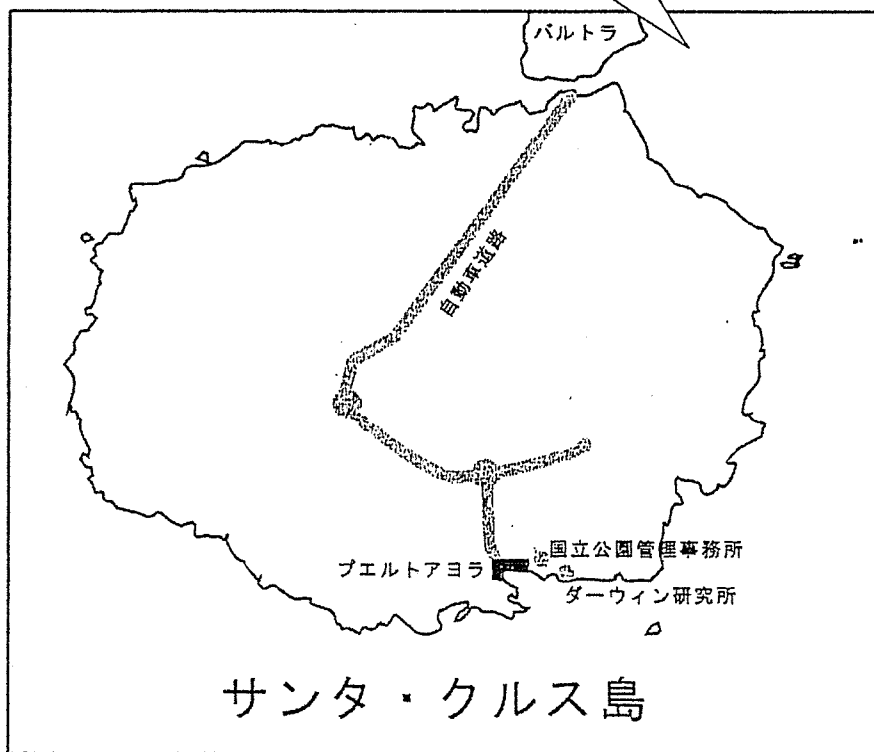 バルトラ
自動車道路
国立公園管理事務所
プエルトアヨラ
ダーウィン研究所
サンタ・クルス島